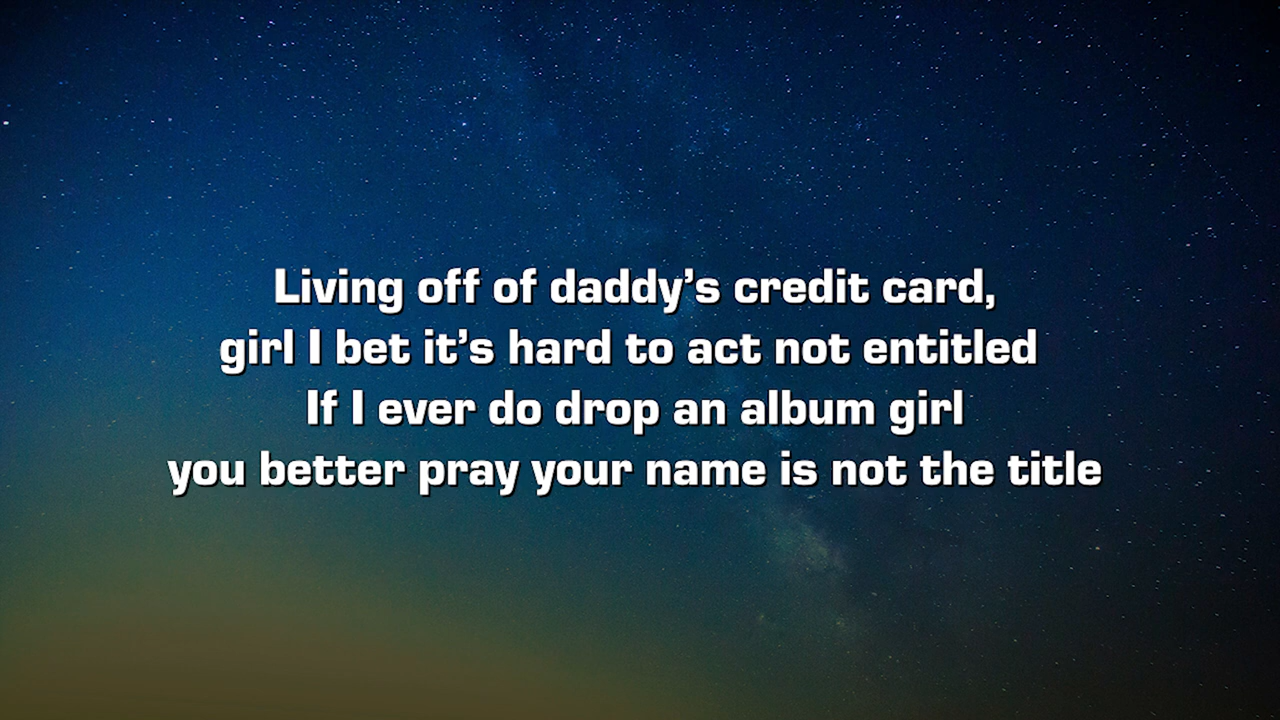 Living off of daddy’s credit card,
girl I bet it’s hard to act not entitled
If I ever do drop an album girl
you better pray your name is not the title